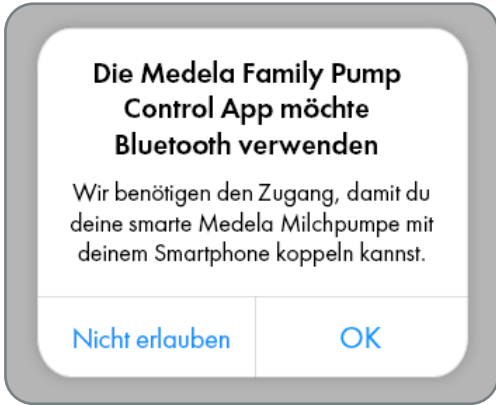 Die Medela Family Pump
Control App möchte
Bluetooth verwenden
Wir benötigen den Zugang, damit du
deine smarte Medela Milchpumpe mit
deinem Smartphone koppeln kannst.
Nicht erlauben
OK